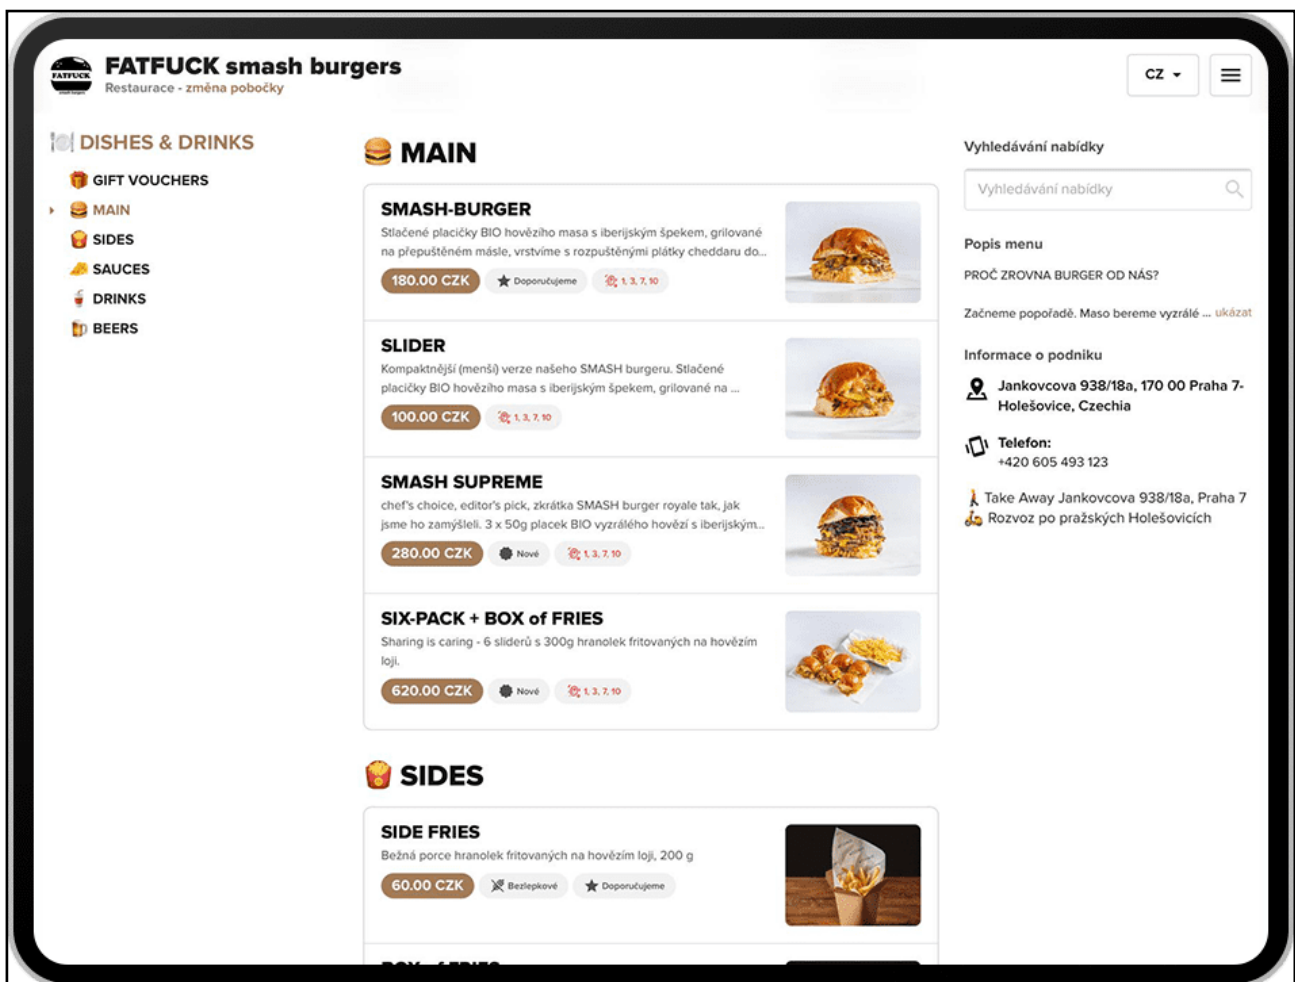 FATFUCK
smash burgers
FATFUCK smash burgers
Restaurace - změna pobočky
CZ
DISHES & DRINKS
GIFT VOUCHERS
MAIN
SIDES
SAUCES
DRINKS
BEERS
MAIN
SMASH-BURGER
Stlačené placičky BIO hovězího masa s iberijským špekem, grilované
na přepuštěném másle, vrstvíme s rozpuštěnými plátky cheddaru do...
180.00 CZK Doporučujeme 1, 3, 7, 10
SLIDER
Kompaktnější (menší) verze našeho SMASH burgeru. Stlačené
placičky BIO hovězího masa s iberijským špekem, grilované na ...
100.00 CZK 1, 3, 7, 10
SMASH SUPREME
chef's choice, editor's pick, zkrátka SMASH burger royale tak, jak
jsme ho zamýšleli. 3 x 50g placek BIO vyzrálého hovězí s iberijským...
280.00 CZK Nové 1, 3, 7, 10
SIX-PACK + BOX of FRIES
Sharing is caring - 6 sliderů s 300g hranolek fritovaných na hovězím
loji.
620.00 CZK Nové 1, 3, 7, 10
SIDES
SIDE FRIES
Bežná porce hranolek fritovaných na hovězím loji, 200 g
60.00 CZK Bezlepkové Doporučujeme
BOX of FRIES
Vyhledávání nabídky
Vyhledávání nabídky
Popis menu
PROČ ZROVNA BURGER OD NÁS?
Začneme popořadě. Maso bereme vyzrálé ... ukázat
Informace o podniku
Jankovcova 938/18a, 170 00 Praha 7-
Holešovice, Czechia
Telefon:
+420 605 493 123
Take Away Jankovcova 938/18a, Praha 7
Rozvoz po pražských Holešovicích